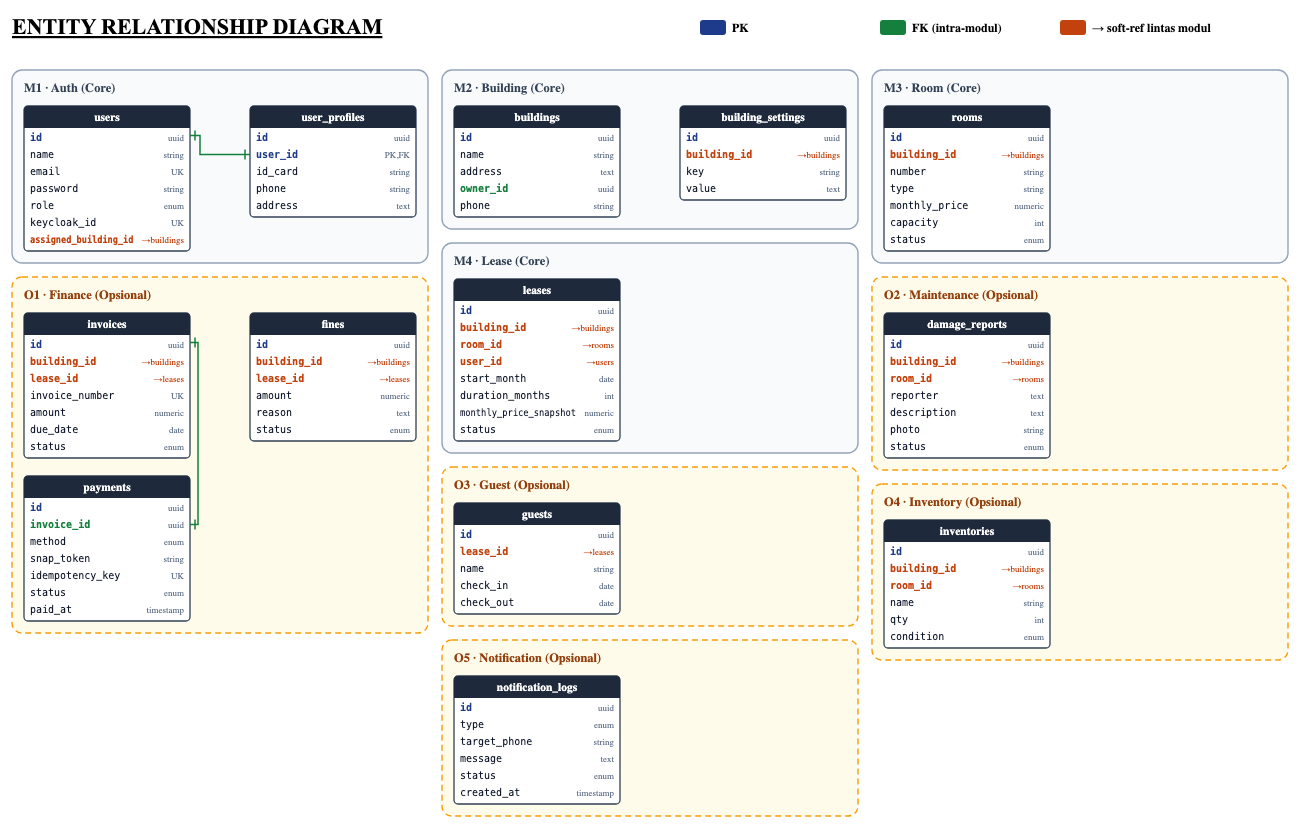 ENTITY RELATIONSHIP DIAGRAM
PK
FK (intra-modul)
→ soft-ref lintas modul
M1 · Auth (Core)
users
id uuid
name string
email UK
password string
role enum
keycloak_id UK
assigned_building_id →buildings
user_profiles
id uuid
user_id PK,FK
id_card string
phone string
address text
M2 · Building (Core)
buildings
id uuid
name string
address text
owner_id uuid
phone string
building_settings
id uuid
building_id →buildings
key string
value text
M3 · Room (Core)
rooms
id uuid
building_id →buildings
number string
type string
monthly_price numeric
capacity int
status enum
M4 · Lease (Core)
leases
id uuid
building_id →buildings
room_id →rooms
user_id →users
start_month date
duration_months int
monthly_price_snapshot numeric
status enum
O1 · Finance (Opsional)
invoices
id uuid
building_id →buildings
lease_id →leases
invoice_number UK
amount numeric
due_date date
status enum
fines
id uuid
building_id →buildings
lease_id →leases
amount numeric
reason text
status enum
payments
id uuid
invoice_id uuid
method enum
snap_token string
idempotency_key UK
status enum
paid_at timestamp
O2 · Maintenance (Opsional)
damage_reports
id uuid
building_id →buildings
room_id →rooms
reporter text
description text
photo string
status enum
O3 · Guest (Opsional)
guests
id uuid
lease_id →leases
name string
check_in date
check_out date
O4 · Inventory (Opsional)
inventories
id uuid
building_id →buildings
room_id →rooms
name string
qty int
condition enum
O5 · Notification (Opsional)
notification_logs
id uuid
type enum
target_phone string
message text
status enum
created_at timestamp